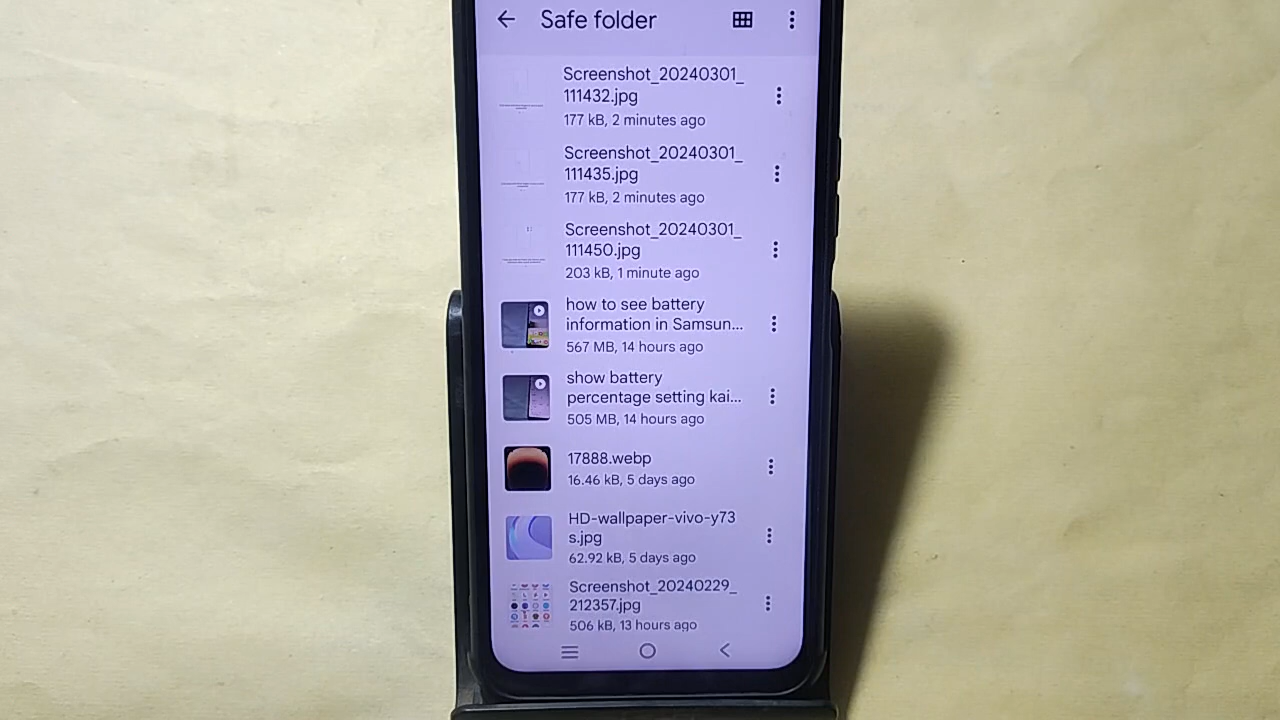 Safe folder
Screenshot_20240301_
111432.jpg
177 kB, 2 minutes ago
Screenshot_20240301_
111435.jpg
177 kB, 2 minutes ago
Screenshot_20240301_
111450.jpg
203 kB, 1 minute ago
how to see battery
information in Samsun...
567 MB, 14 hours ago
show battery
percentage setting kai...
505 MB, 14 hours ago
17888.webp
16.46 kB, 5 days ago
HD-wallpaper-vivo-y73
s.jpg
62.92 kB, 5 days ago
Screenshot_20240229_
212357.jpg
506 kB, 13 hours ago